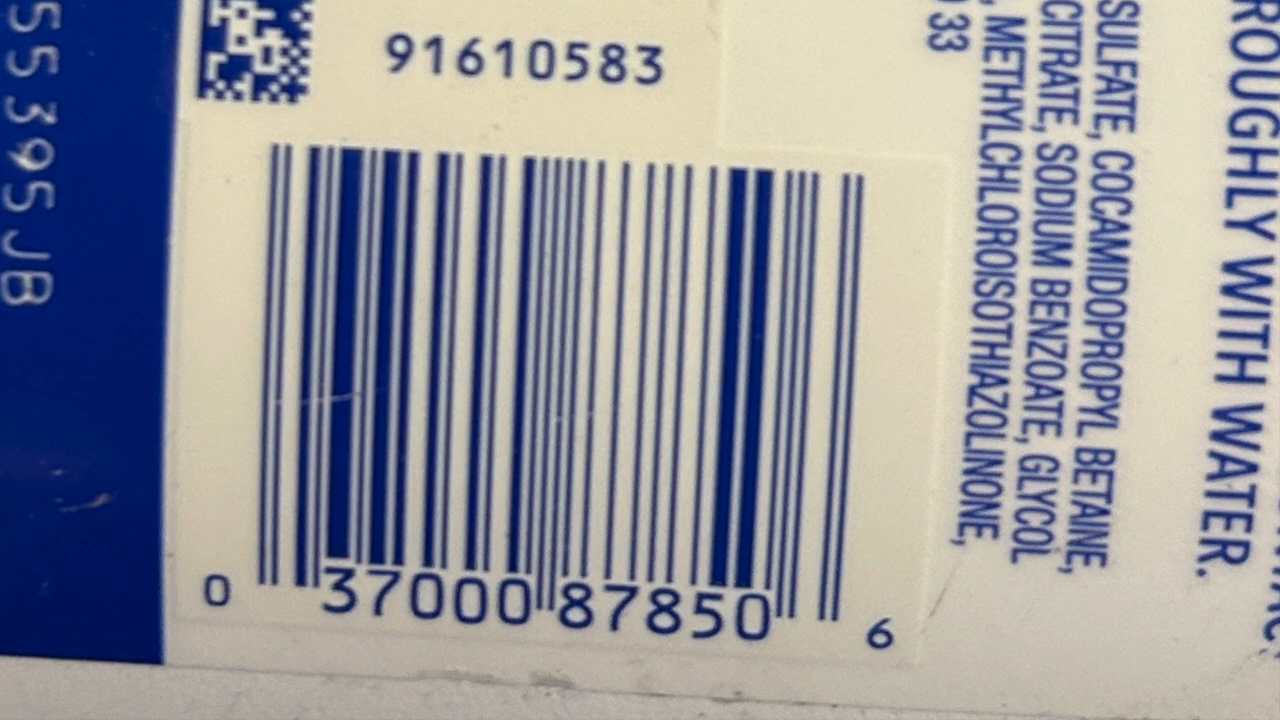 55395JB
91610583
0 37000 87850 6
SULFATE, COCAMIDOPROPYL BETAINE,
CITRATE, SODIUM BENZOATE, GLYCOL
, METHYLCHLOROISOTHIAZOLINONE,
33
ROUGHLY WITH WATER.